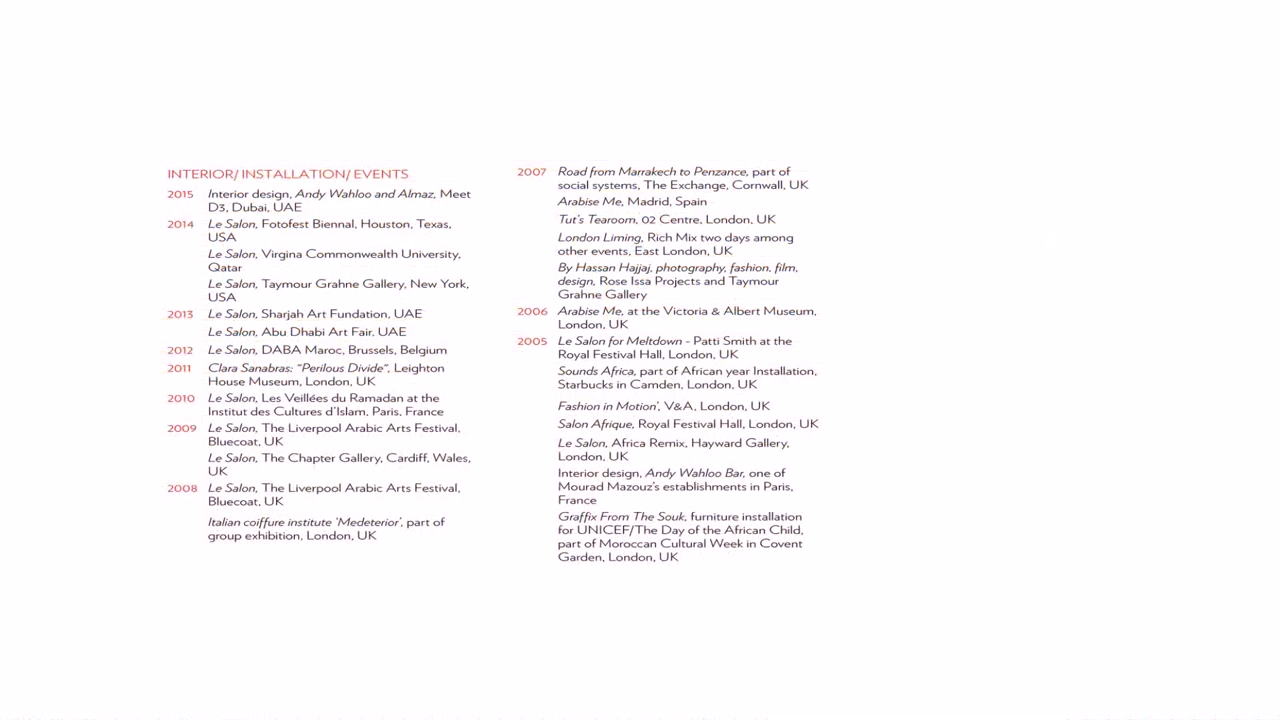 INTERIOR/ INSTALLATION/ EVENTS
2015 Interior design, Andy Wahloo and Almaz, Meet
D3, Dubai, UAE
2014 Le Salon, Fotofest Biennal, Houston, Texas,
USA
Le Salon, Virgina Commonwealth University,
Qatar
Le Salon, Taymour Grahne Gallery, New York,
USA
2013 Le Salon, Sharjah Art Fundation, UAE
Le Salon, Abu Dhabi Art Fair. UAE
2012 Le Salon, DABA Maroc, Brussels, Belgium
2011 Clara Sanabras: “Perilous Divide”, Leighton
House Museum, London, UK
2010 Le Salon, Les Veillées du Ramadan at the
Institut des Cultures d’Islam, Paris, France
2009 Le Salon, The Liverpool Arabic Arts Festival,
Bluecoat, UK
Le Salon, The Chapter Gallery, Cardiff, Wales,
UK
2008 Le Salon, The Liverpool Arabic Arts Festival,
Bluecoat, UK
Italian coiffure institute ‘Medeterior’, part of
group exhibition, London, UK
2007 Road from Marrakech to Penzance, part of
social systems, The Exchange, Cornwall, UK
Arabise Me, Madrid, Spain
Tut’s Tearoom, 02 Centre, London, UK
London Liming, Rich Mix two days among
other events, East London, UK
By Hassan Hajjaj, photography, fashion, film,
design, Rose Issa Projects and Taymour
Grahne Gallery
2006 Arabise Me, at the Victoria & Albert Museum,
London, UK
2005 Le Salon for Meltdown - Patti Smith at the
Royal Festival Hall, London, UK
Sounds Africa, part of African year Installation,
Starbucks in Camden, London, UK
Fashion in Motion’, V&A, London, UK
Salon Afrique, Royal Festival Hall, London, UK
Le Salon, Africa Remix, Hayward Gallery,
London, UK
Interior design, Andy Wahloo Bar, one of
Mourad Mazouz’s establishments in Paris,
France
Graffix From The Souk, furniture installation
for UNICEF/The Day of the African Child,
part of Moroccan Cultural Week in Covent
Garden, London, UK